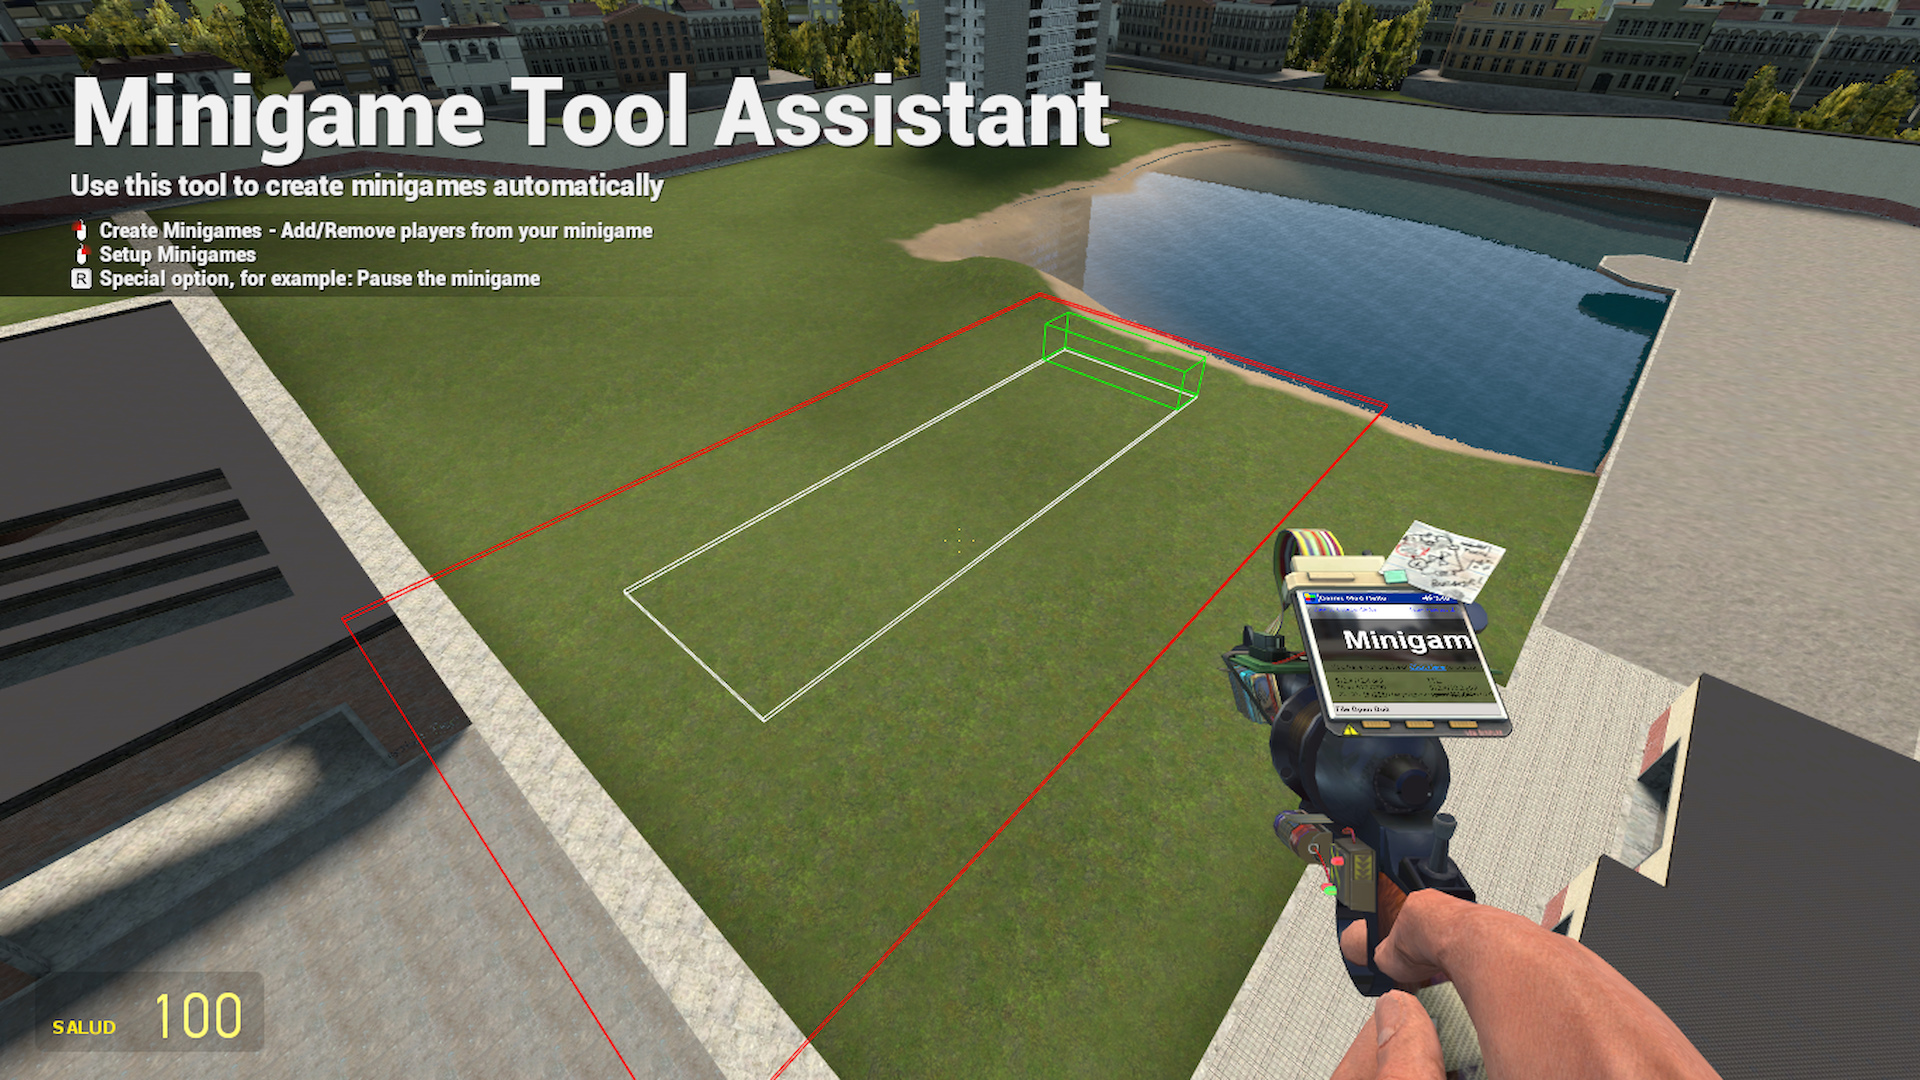 Minigame Tool Assistant
Use this tool to create minigames automatically
Create Minigames - Add/Remove players from your minigame
Setup Minigames
R Special option, for example: Pause the minigame
Minigam
SALUD 100